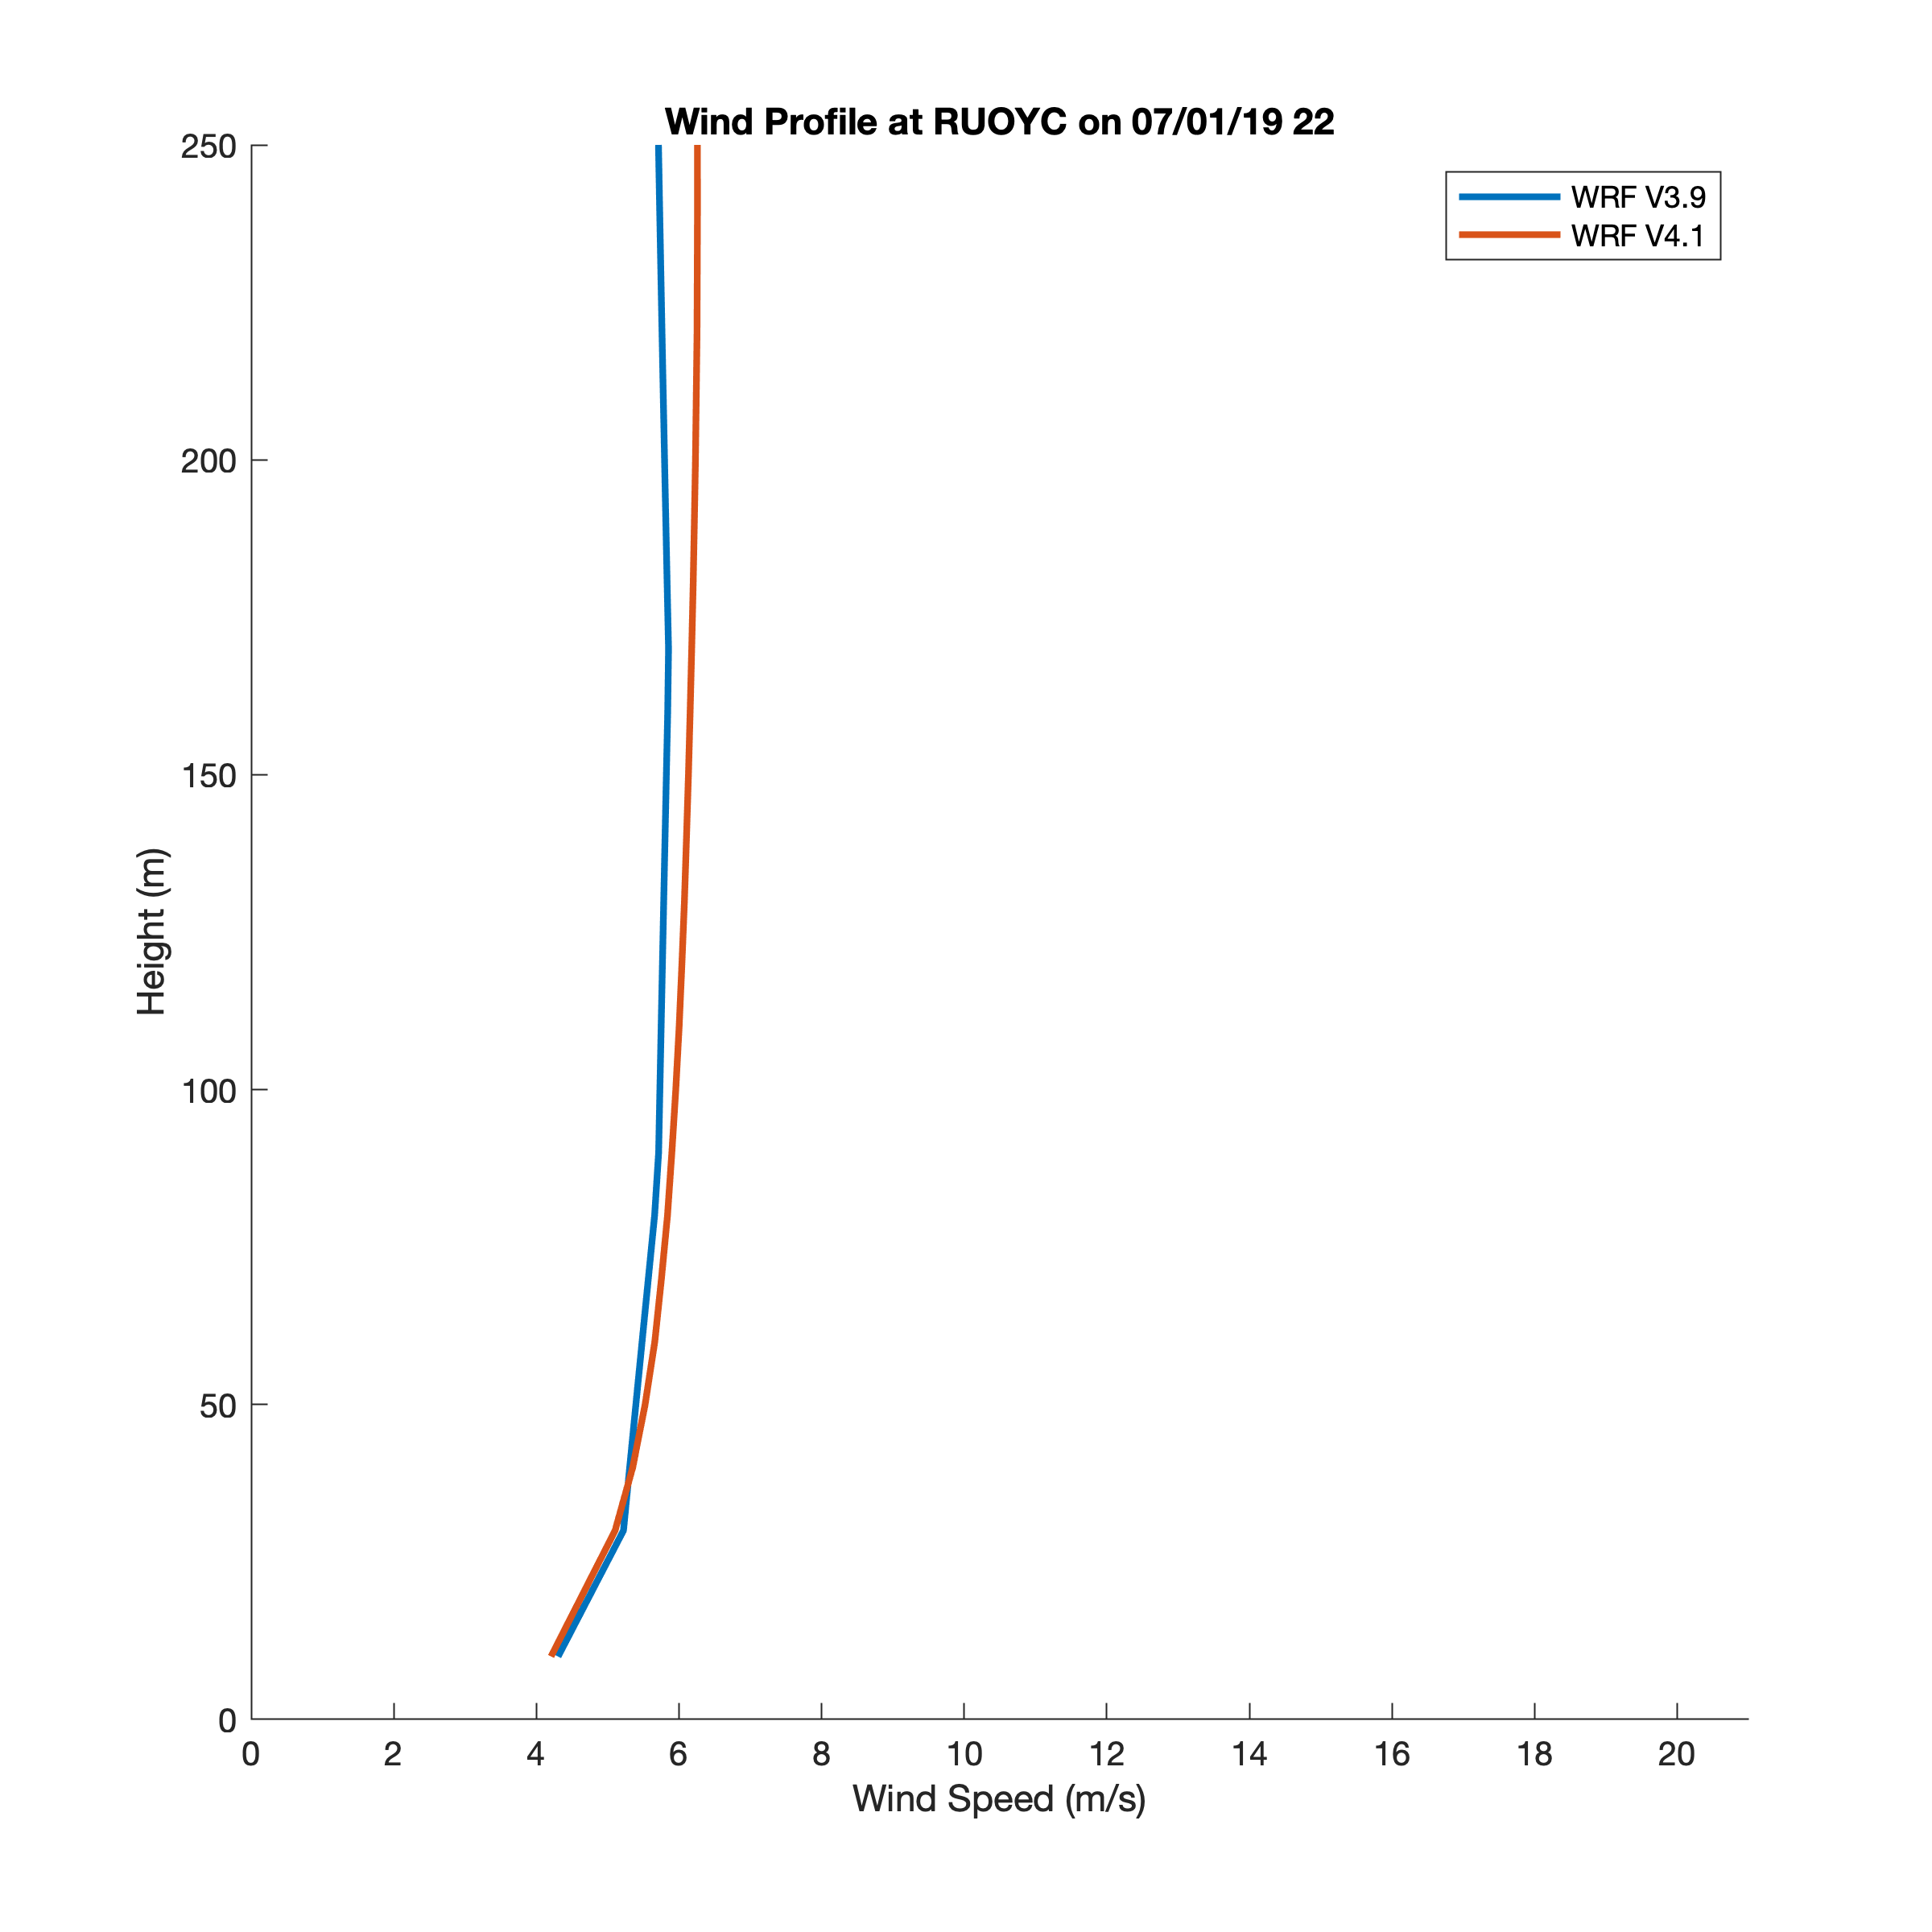 Wind Profile at RUOYC on 07/01/19 22
WRF V3.9
WRF V4.1
250
200
150
100
50
0
Height (m)
0 2 4 6 8 10 12 14 16 18 20
Wind Speed (m/s)